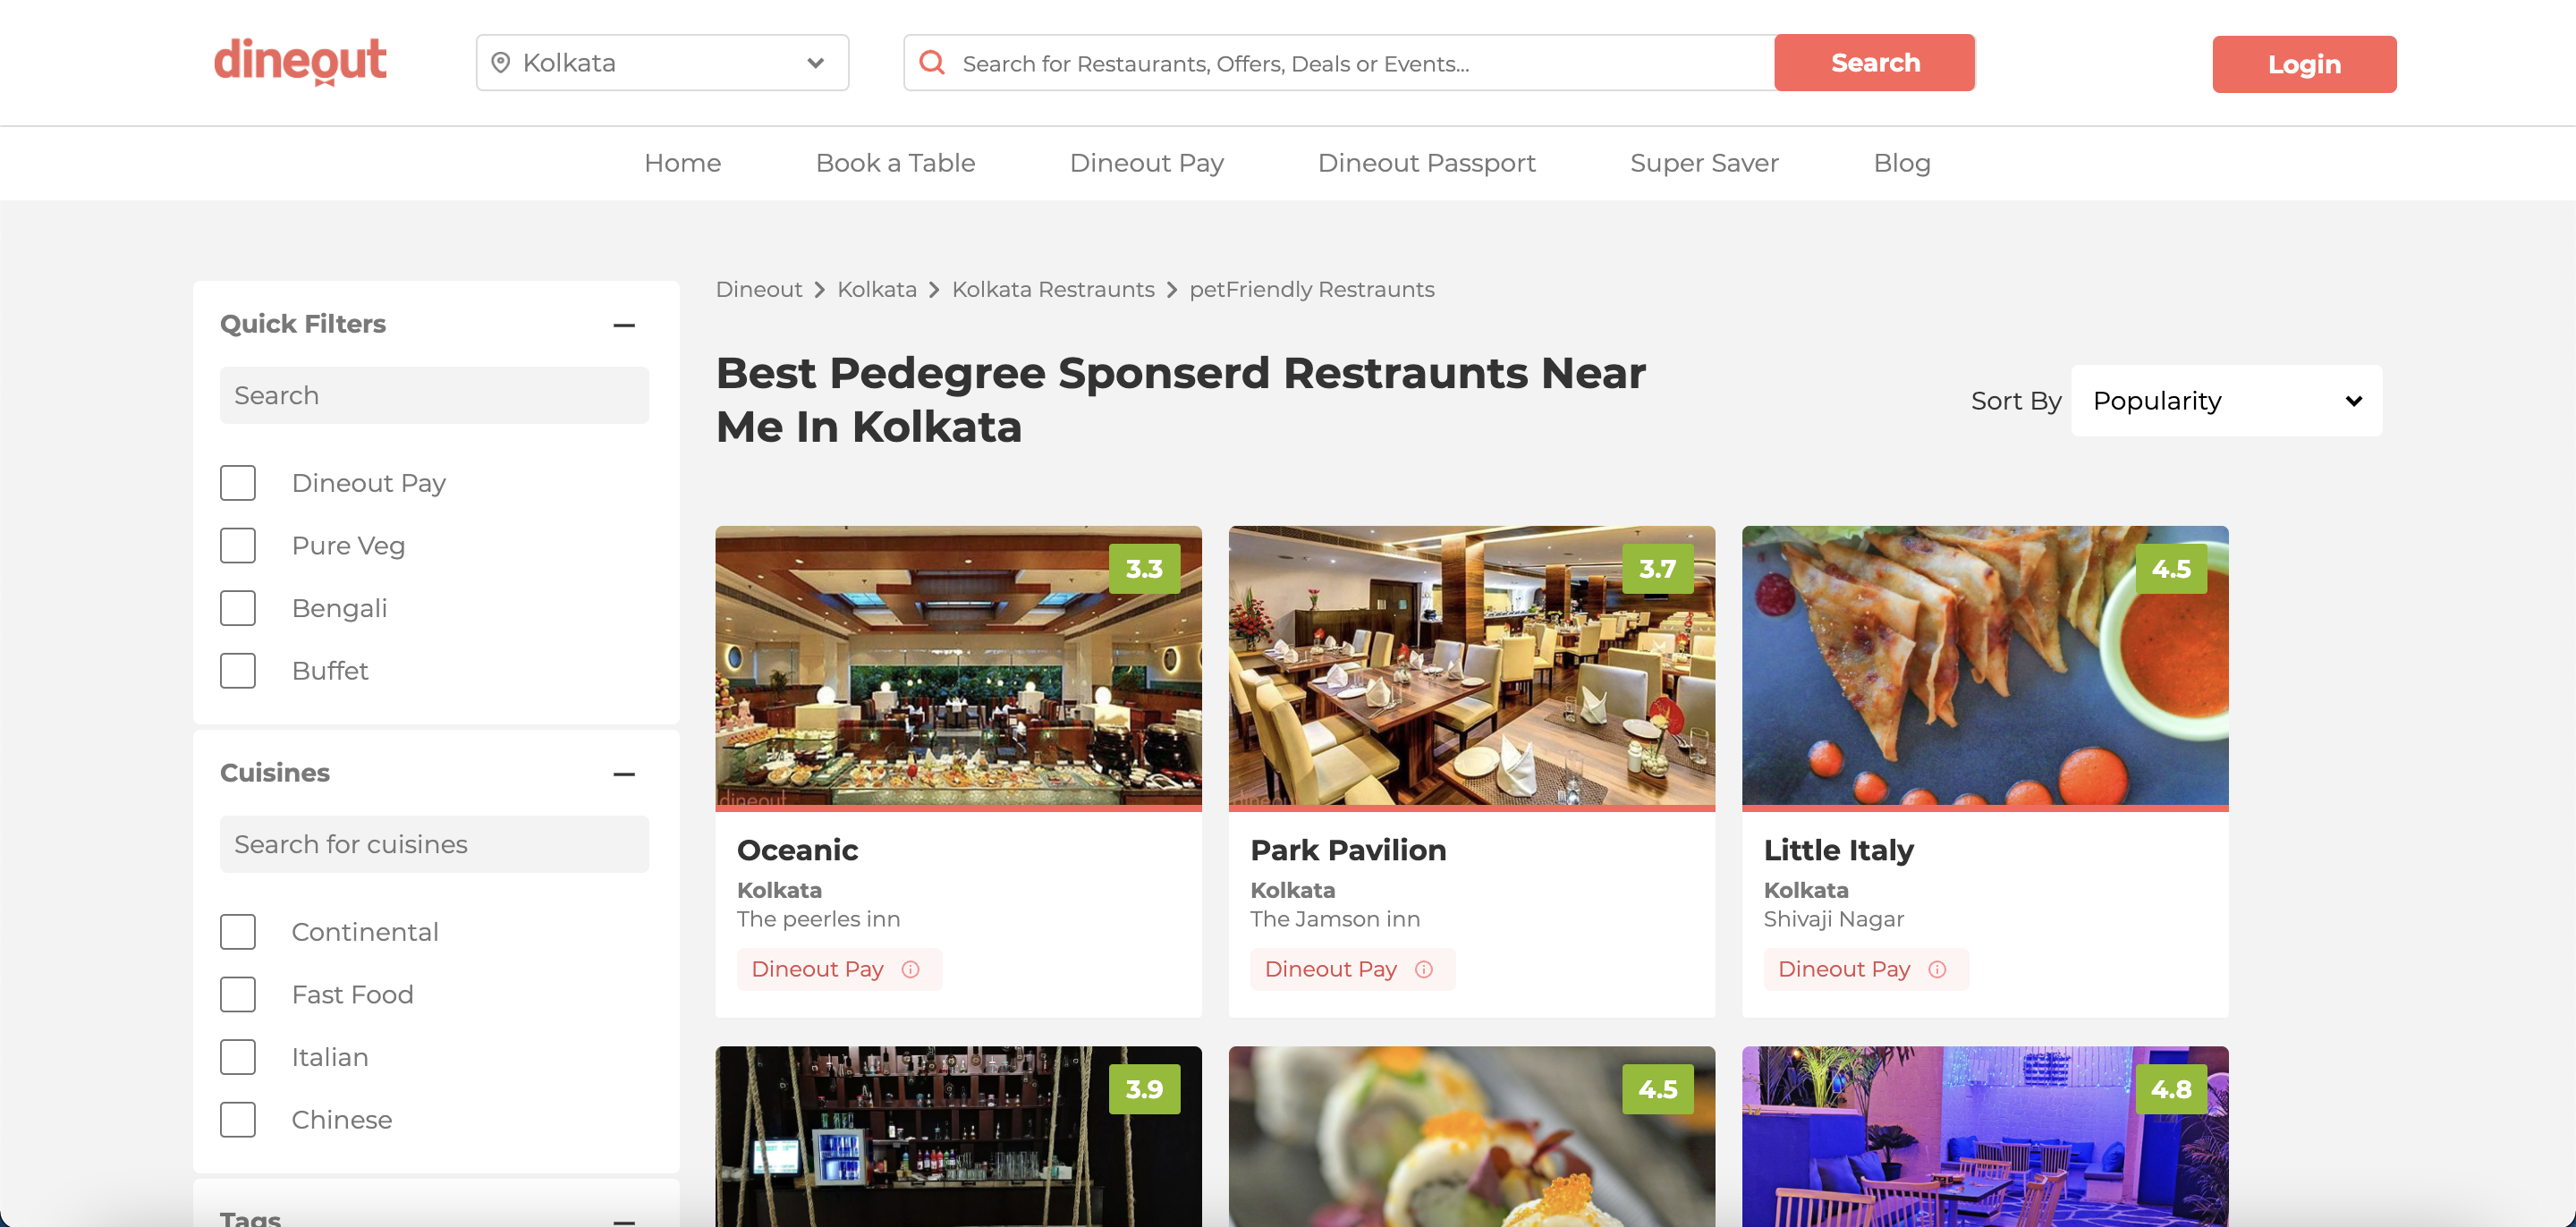 dineout
Kolkata
Search for Restaurants, Offers, Deals or Events...
Search
Login
Home
Book a Table
Dineout Pay
Dineout Passport
Super Saver
Blog
Quick Filters
Search
Dineout Pay
Pure Veg
Bengali
Buffet
Cuisines
Search for cuisines
Continental
Fast Food
Italian
Chinese
Tags
Dineout > Kolkata > Kolkata Restraunts > petFriendly Restraunts
Best Pedegree Sponserd Restraunts Near
Me In Kolkata
Sort By
Popularity
3.3
dineout
Oceanic
Kolkata
The peerles inn
Dineout Pay
3.7
dineout
Park Pavilion
Kolkata
The Jamson inn
Dineout Pay
4.5
Little Italy
Kolkata
Shivaji Nagar
Dineout Pay
3.9
4.5
4.8